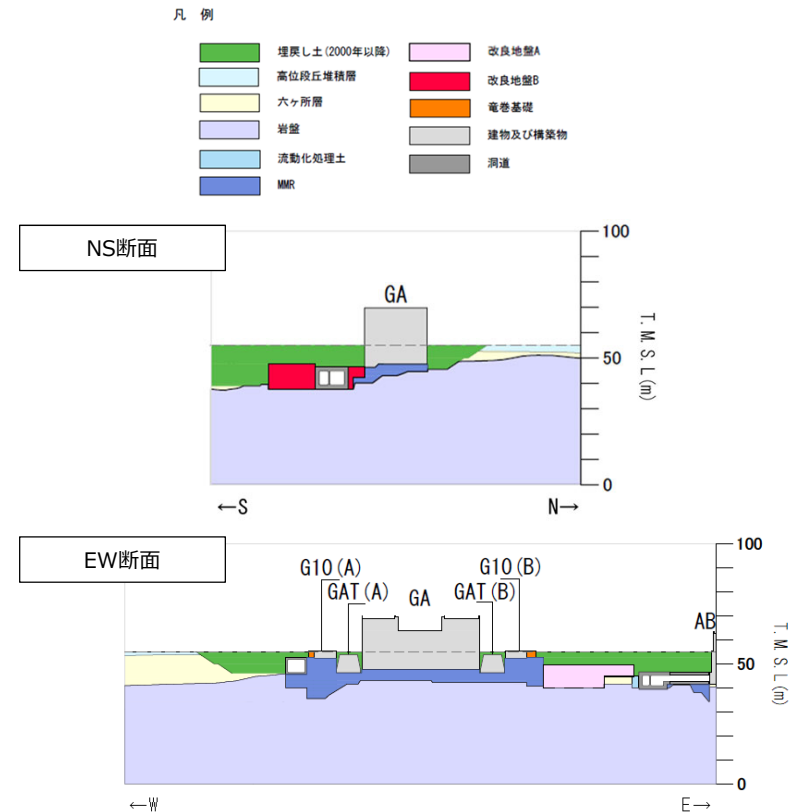 凡 例
埋戻し土(2000年以降)
高位段丘堆積層
六ヶ所層
岩盤
流動化処理土
MMR
改良地盤A
改良地盤B
竜巻基礎
建物及び構築物
洞道
NS断面
GA
100
50
0
T.M.S.L(m)
←S
N→
EW断面
G10(A)
GAT(A)
GA
GAT(B)
G10(B)
AB
100
50
0
T.M.S.L(m)
←W
E→